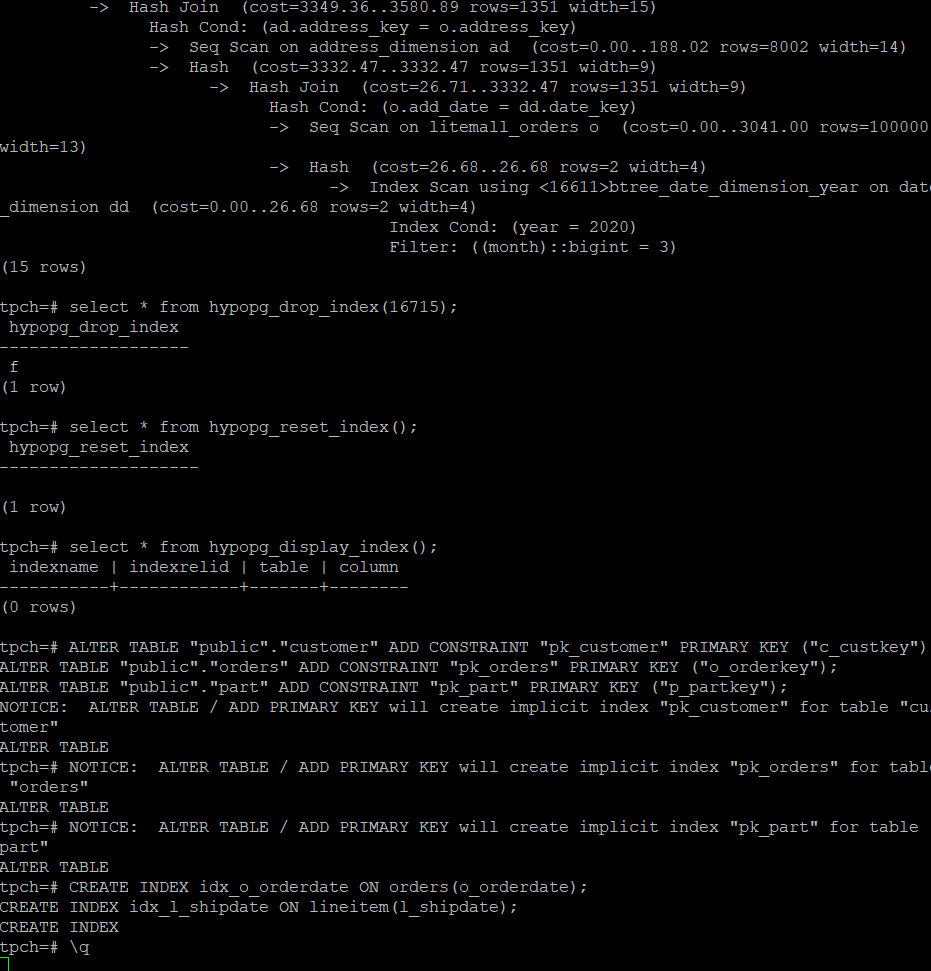 ->  Hash Join  (cost=3349.36..3580.89 rows=1351 width=15)
Hash Cond: (ad.address_key = o.address_key)
->  Seq Scan on address_dimension ad  (cost=0.00..188.02 rows=8002 width=14)
->  Hash  (cost=3332.47..3332.47 rows=1351 width=9)
->  Hash Join  (cost=26.71..3332.47 rows=1351 width=9)
Hash Cond: (o.add_date = dd.date_key)
->  Seq Scan on litemall_orders o  (cost=0.00..3041.00 rows=100000
width=13)
->  Hash  (cost=26.68..26.68 rows=2 width=4)
->  Index Scan using <16611>btree_date_dimension_year on date
_dimension dd  (cost=0.00..26.68 rows=2 width=4)
Index Cond: (year = 2020)
Filter: ((month)::bigint = 3)
(15 rows)
tpch=# select * from hypopg_drop_index(16715);
hypopg_drop_index
-------------------
f
(1 row)
tpch=# select * from hypopg_reset_index();
hypopg_reset_index
--------------------
(1 row)
tpch=# select * from hypopg_display_index();
indexname | indexrelid | table | column
-----------+------------+-------+--------
(0 rows)
tpch=# ALTER TABLE "public"."customer" ADD CONSTRAINT "pk_customer" PRIMARY KEY ("c_custkey")
ALTER TABLE "public"."orders" ADD CONSTRAINT "pk_orders" PRIMARY KEY ("o_orderkey");
ALTER TABLE "public"."part" ADD CONSTRAINT "pk_part" PRIMARY KEY ("p_partkey");
NOTICE:  ALTER TABLE / ADD PRIMARY KEY will create implicit index "pk_customer" for table "cus
tomer"
ALTER TABLE
tpch=# NOTICE:  ALTER TABLE / ADD PRIMARY KEY will create implicit index "pk_orders" for table
"orders"
ALTER TABLE
tpch=# NOTICE:  ALTER TABLE / ADD PRIMARY KEY will create implicit index "pk_part" for table
part"
ALTER TABLE
tpch=# CREATE INDEX idx_o_orderdate ON orders(o_orderdate);
CREATE INDEX idx_l_shipdate ON lineitem(l_shipdate);
CREATE INDEX
tpch=# \q